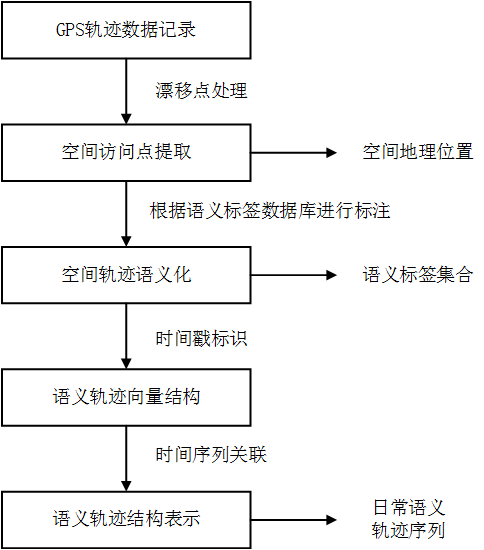 GPS轨迹数据记录
漂移点处理
空间访问点提取
空间地理位置
根据语义标签数据库进行标注
空间轨迹语义化
语义标签集合
时间戳标识
语义轨迹向量结构
时间序列关联
语义轨迹结构表示
日常语义
轨迹序列